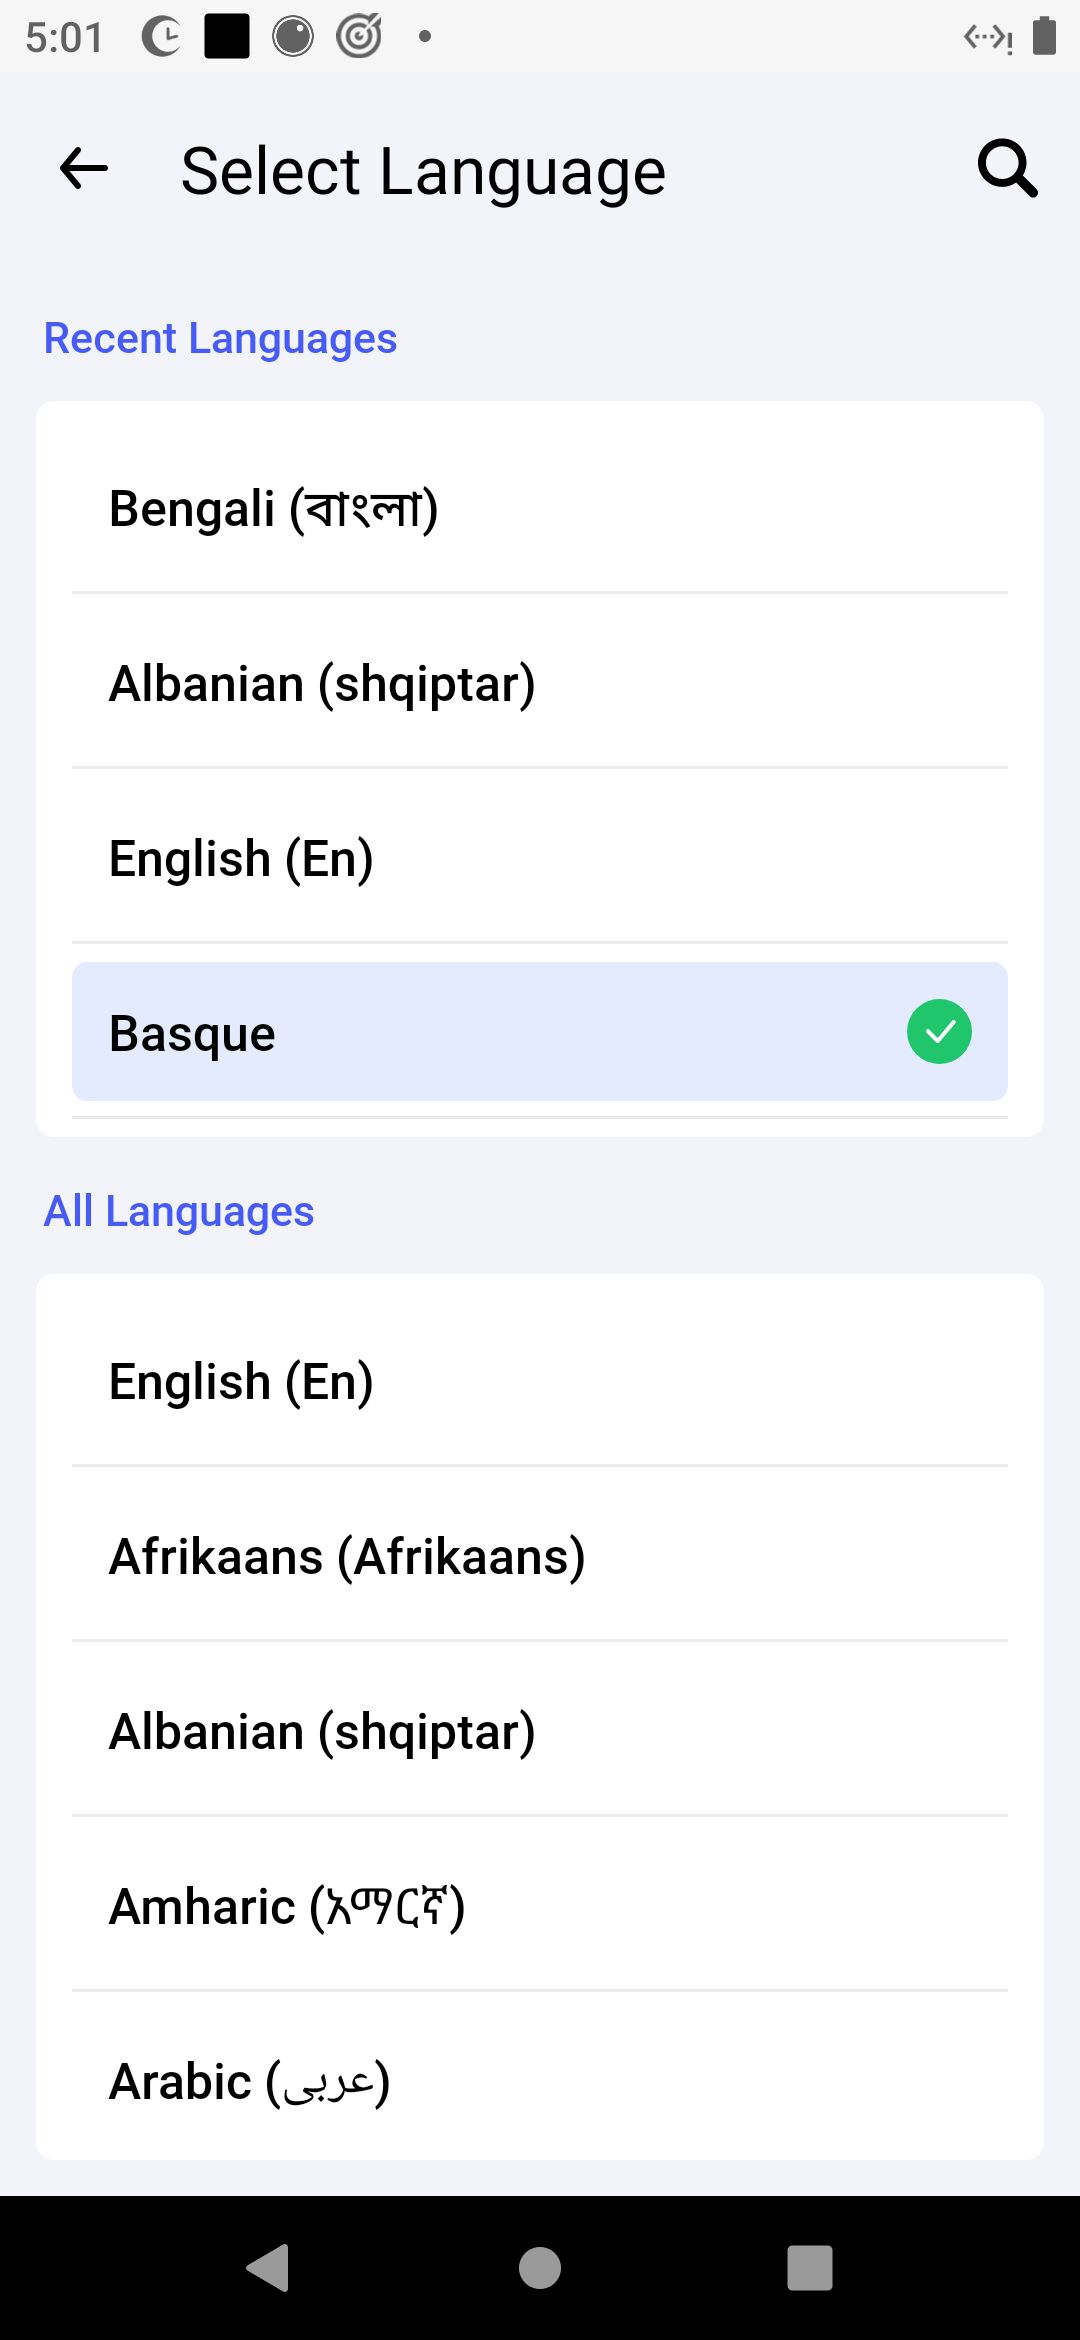 5:01
Select Language
Recent Languages
Bengali (বাংলা)
Albanian (shqiptar)
English (En)
Basque
All Languages
English (En)
Afrikaans (Afrikaans)
Albanian (shqiptar)
Amharic (አማርኛ)
Arabic (عربى)